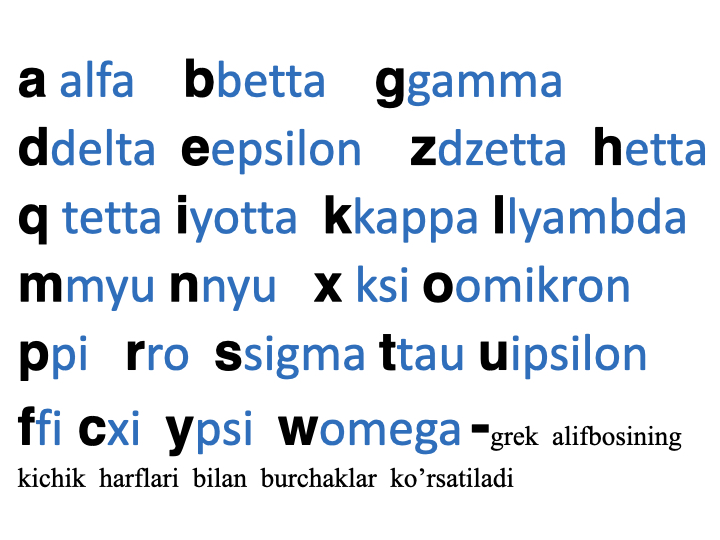 a alfa bbetta ggamma
ddelta eepsilon zdzetta hetta
q tetta iyotta kkappa llyambda
mmyu nnyu x ksi oomikron
ppi rro ssigma ttau uipsilon
ffi cxi ypsi womega -grek alifbosining
kichik harflari bilan burchaklar ko’rsatiladi